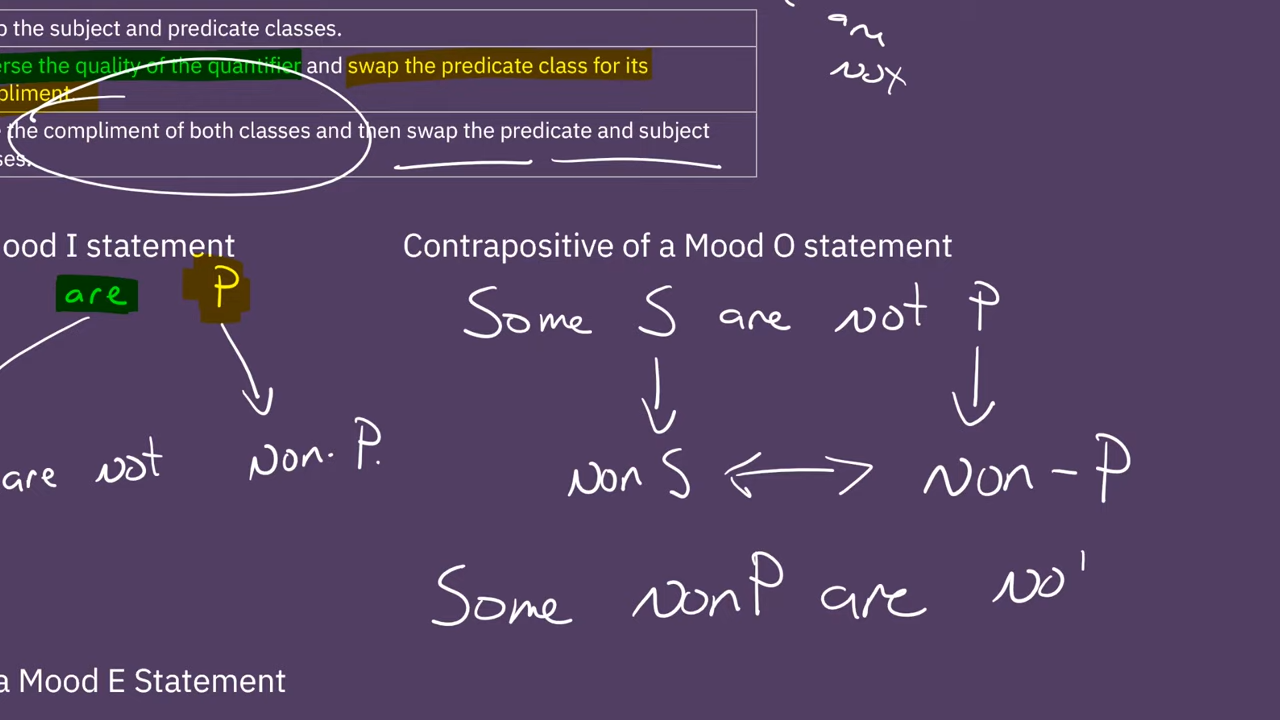 p the subject and predicate classes.
are
not
erse the quality of the quantifier and swap the predicate class for its
pliment.
the compliment of both classes and then swap the predicate and subject
ses.
ood I statement
Contrapositive of a Mood O statement
are P
Some S are not P
are not Non-P.
non S Non-P
Some nonP are no
a Mood E Statement